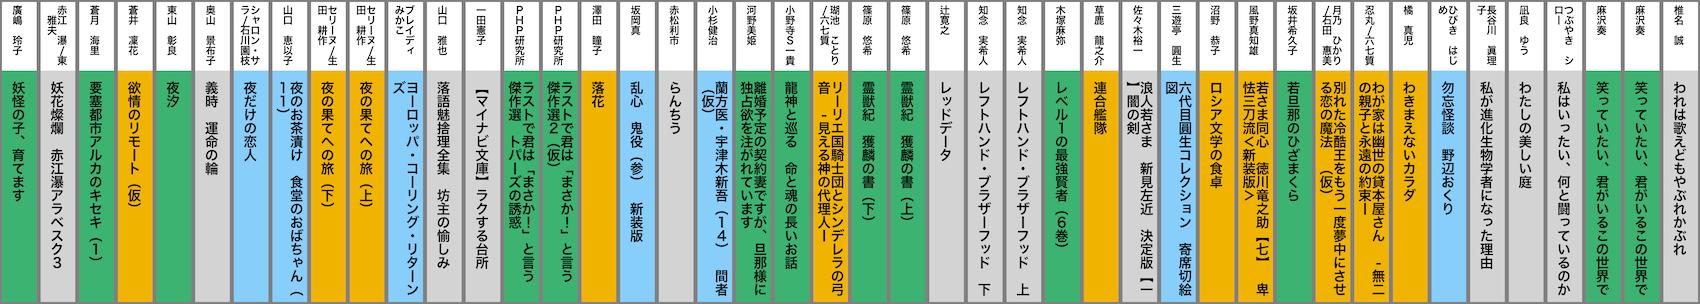 椎名 誠
われは歌えどもやぶれかぶれ
麻沢奏
笑っていたい、君がいるこの世界で
麻沢奏
笑っていたい、君がいるこの世界で
つぶやき シ
ロー
私はいったい、何と闘っているのか
凪良 ゆう
わたしの美しい庭
長谷川 眞理
子
私が進化生物学者になった理由
ひびき はじ
め
勿忘怪談 野辺おくり
橘 真児
わきまえないカラダ
忍丸/六七質
わが家は幽世の貸本屋さん -無二
の親子と永遠の約束ー
月乃 ひかり
/石田 恵美
別れた冷酷王をもう一度夢中にさせ
る恋の魔法 (仮)
坂井希久子
若旦那のひざまくら
風野真知雄
若さま同心 徳川竜之助【七】 卑
怯三刀流<新装版>
沼野 恭子
ロシア文学の食卓
三遊亭 圓生
六代目圓生コレクション 寄席切絵
図
佐々木裕一
浪人若さま 新見左近 決定版【一
】闇の剣
草鹿 龍之介
連合艦隊
木塚麻弥
レベル1の最強賢者(6巻)
知念 実希人
レフトハンド・ブラザーフッド 上
知念 実希人
レフトハンド・ブラザーフッド 下
辻寛之
レッドデータ
篠原 悠希
霊獣紀 獲麟の書(上)
篠原 悠希
霊獣紀 獲麟の書(下)
瑚池 ことり
/六七質
リーリエ国騎士団とシンデレラの弓
音 -見える神の代理人ー
小野寺S一貴
龍神と巡る 命と魂の長いお話
河野美姫
離婚予定の契約妻ですが、旦那様に
独占欲を注がれています
小杉健治
蘭方医・宇津木新吾(14) 間者
(仮)
赤松利市
らんちう
坂岡真
乱心 鬼役(参) 新装版
澤田 瞳子
落花
PHP研究所
ラストで君は「まさか!」と言う
傑作選2(仮)
PHP研究所
ラストで君は「まさか!」と言う
傑作選 トパーズの誘惑
一田憲子
【マイナビ文庫】ラクする台所
山口 雅也
落語魅捨理全集 坊主の愉しみ
ブレイディ
みかこ
ヨーロッパ・コーリング・リターン
ズ
セリーヌ/生
田 耕作
夜の果てへの旅(上)
セリーヌ/生
田 耕作
夜の果てへの旅(下)
山口 恵以子
夜のお茶漬け 食堂のおばちゃん(
11)
シャロン・サ
ラ/石川園枝
夜だけの恋人
奥山 景布子
義時 運命の輪
東山 彰良
夜汐
蒼井 凜花
欲情のリモート(仮)
蒼月 海里
要塞都市アルカのキセキ(1)
赤江 瀑/東
雅夫
妖花燦爛 赤江瀑アラベスク3
廣嶋 玲子
妖怪の子、育てます